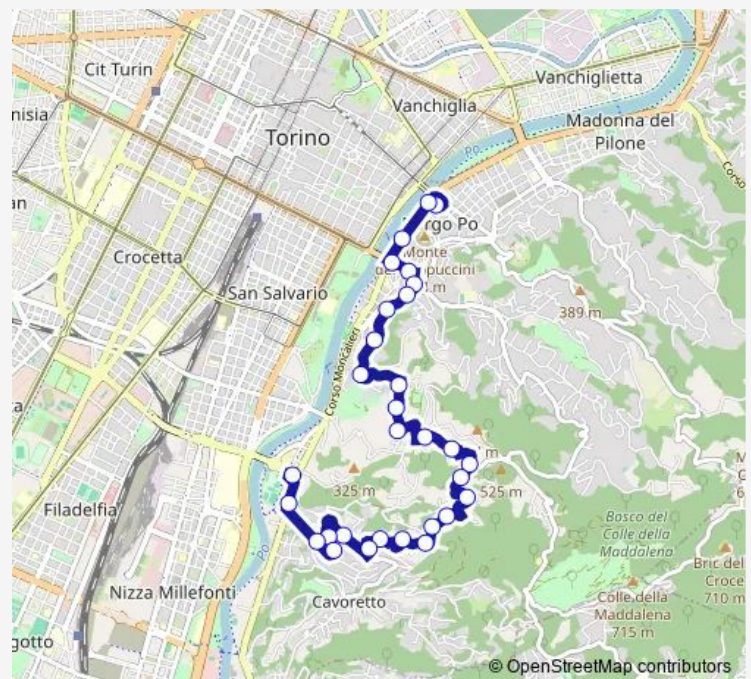 Cit Turin
Vanchiglietta
nisia
Vanchiglia
Torino
Madonna del
Pilone
PO
Corso
an
rgo Po
Crocetta
Monte
de
puccini
m
San Salvario
389 m
Corso Moncalieri
a
m
325 m
525 m
Filadelfia
Bosco del
Colle della
Maddalena
M
C
6
Po
Bric del
Croce
710 m
Nizza Millefonti
Colle della
Maddalena
715 m
Cavoretto
gotto
© OpenStreetMap contributors